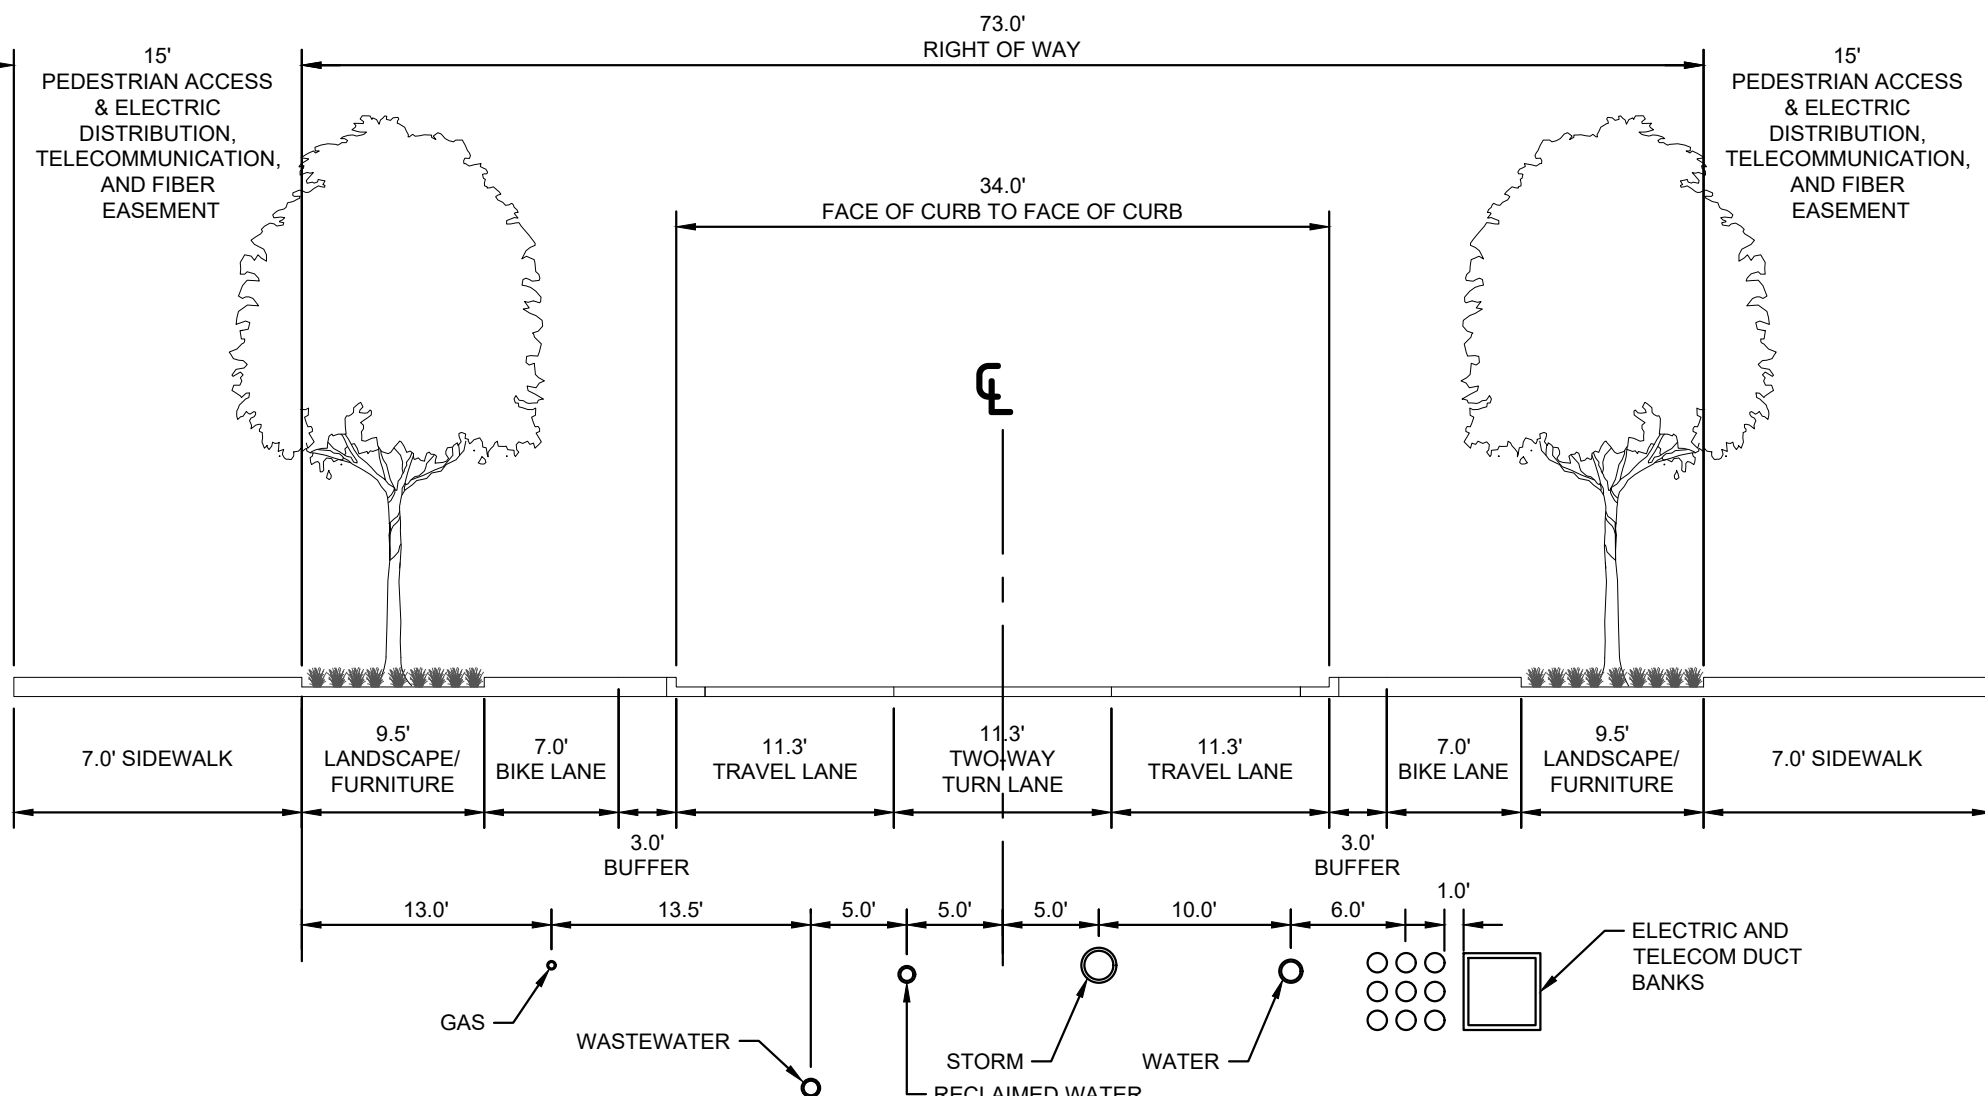 73.0'
RIGHT OF WAY
15'
PEDESTRIAN ACCESS
& ELECTRIC
DISTRIBUTION,
TELECOMMUNICATION,
AND FIBER
EASEMENT
15'
PEDESTRIAN ACCESS
& ELECTRIC
DISTRIBUTION,
TELECOMMUNICATION,
AND FIBER
EASEMENT
34.0'
FACE OF CURB TO FACE OF CURB
CL
7.0' SIDEWALK
9.5'
LANDSCAPE/
FURNITURE
7.0'
BIKE LANE
11.3'
TRAVEL LANE
11.3'
TWO-WAY
TURN LANE
11.3'
TRAVEL LANE
7.0'
BIKE LANE
9.5'
LANDSCAPE/
FURNITURE
7.0' SIDEWALK
3.0'
BUFFER
3.0'
BUFFER
13.0'
13.5'
5.0'
5.0'
5.0'
10.0'
6.0'
1.0'
ELECTRIC AND
TELECOM DUCT
BANKS
GAS
WASTEWATER
STORM
WATER
RECLAIMED WATER